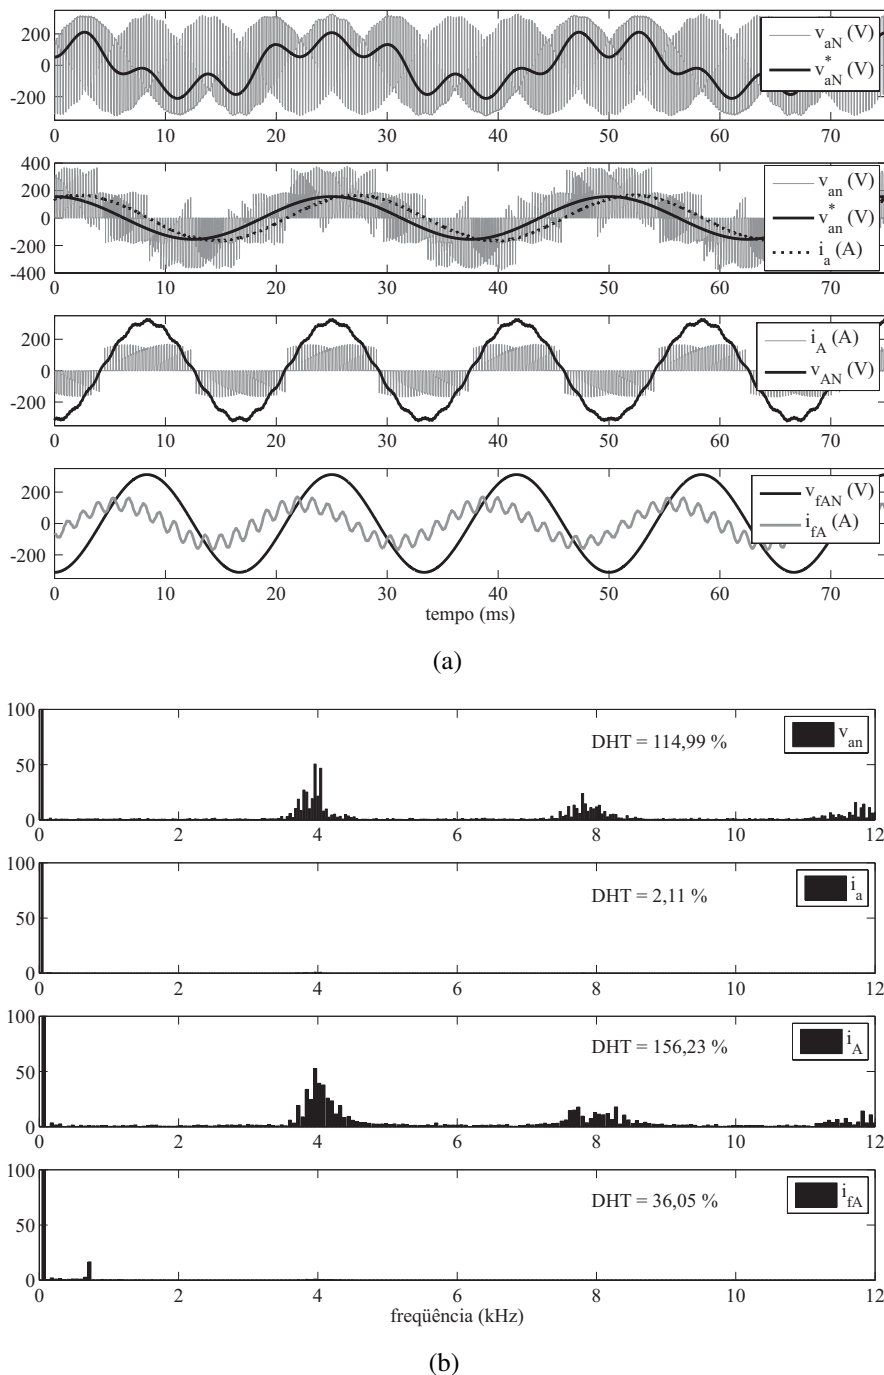 200
0
-200
v_aN (V)
v*_aN (V)
0 10 20 30 40 50 60 70
400
200
0
-200
-400
v_an (V)
v*_an (V)
i_a (A)
0 10 20 30 40 50 60 70
200
0
-200
i_A (A)
v_AN (V)
0 10 20 30 40 50 60 70
200
0
-200
v_fAN (V)
i_fA (A)
0 10 20 30 40 50 60 70
tempo (ms)
(a)
100
50
0
DHT = 114,99 %
v_an
0 2 4 6 8 10 12
100
50
0
DHT = 2,11 %
i_a
0 2 4 6 8 10 12
100
50
0
DHT = 156,23 %
i_A
0 2 4 6 8 10 12
100
50
0
DHT = 36,05 %
i_fA
0 2 4 6 8 10 12
freqüência (kHz)
(b)